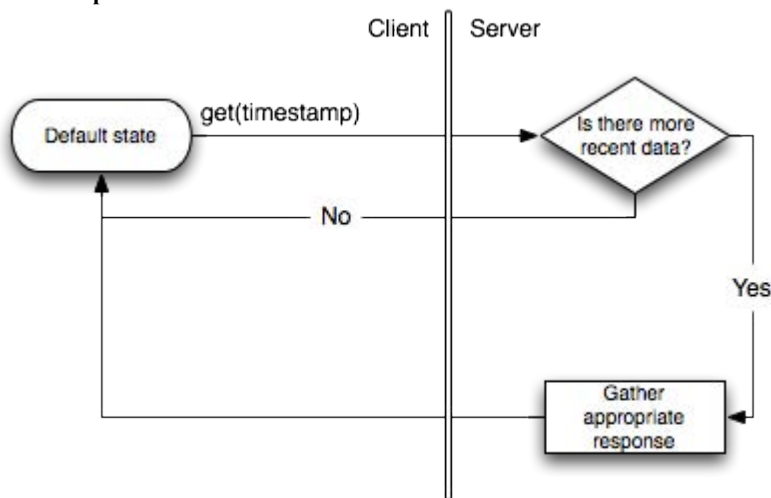 Client Server
Default state
get(timestamp)
Is there more
recent data?
No
Yes
Gather
appropriate
response